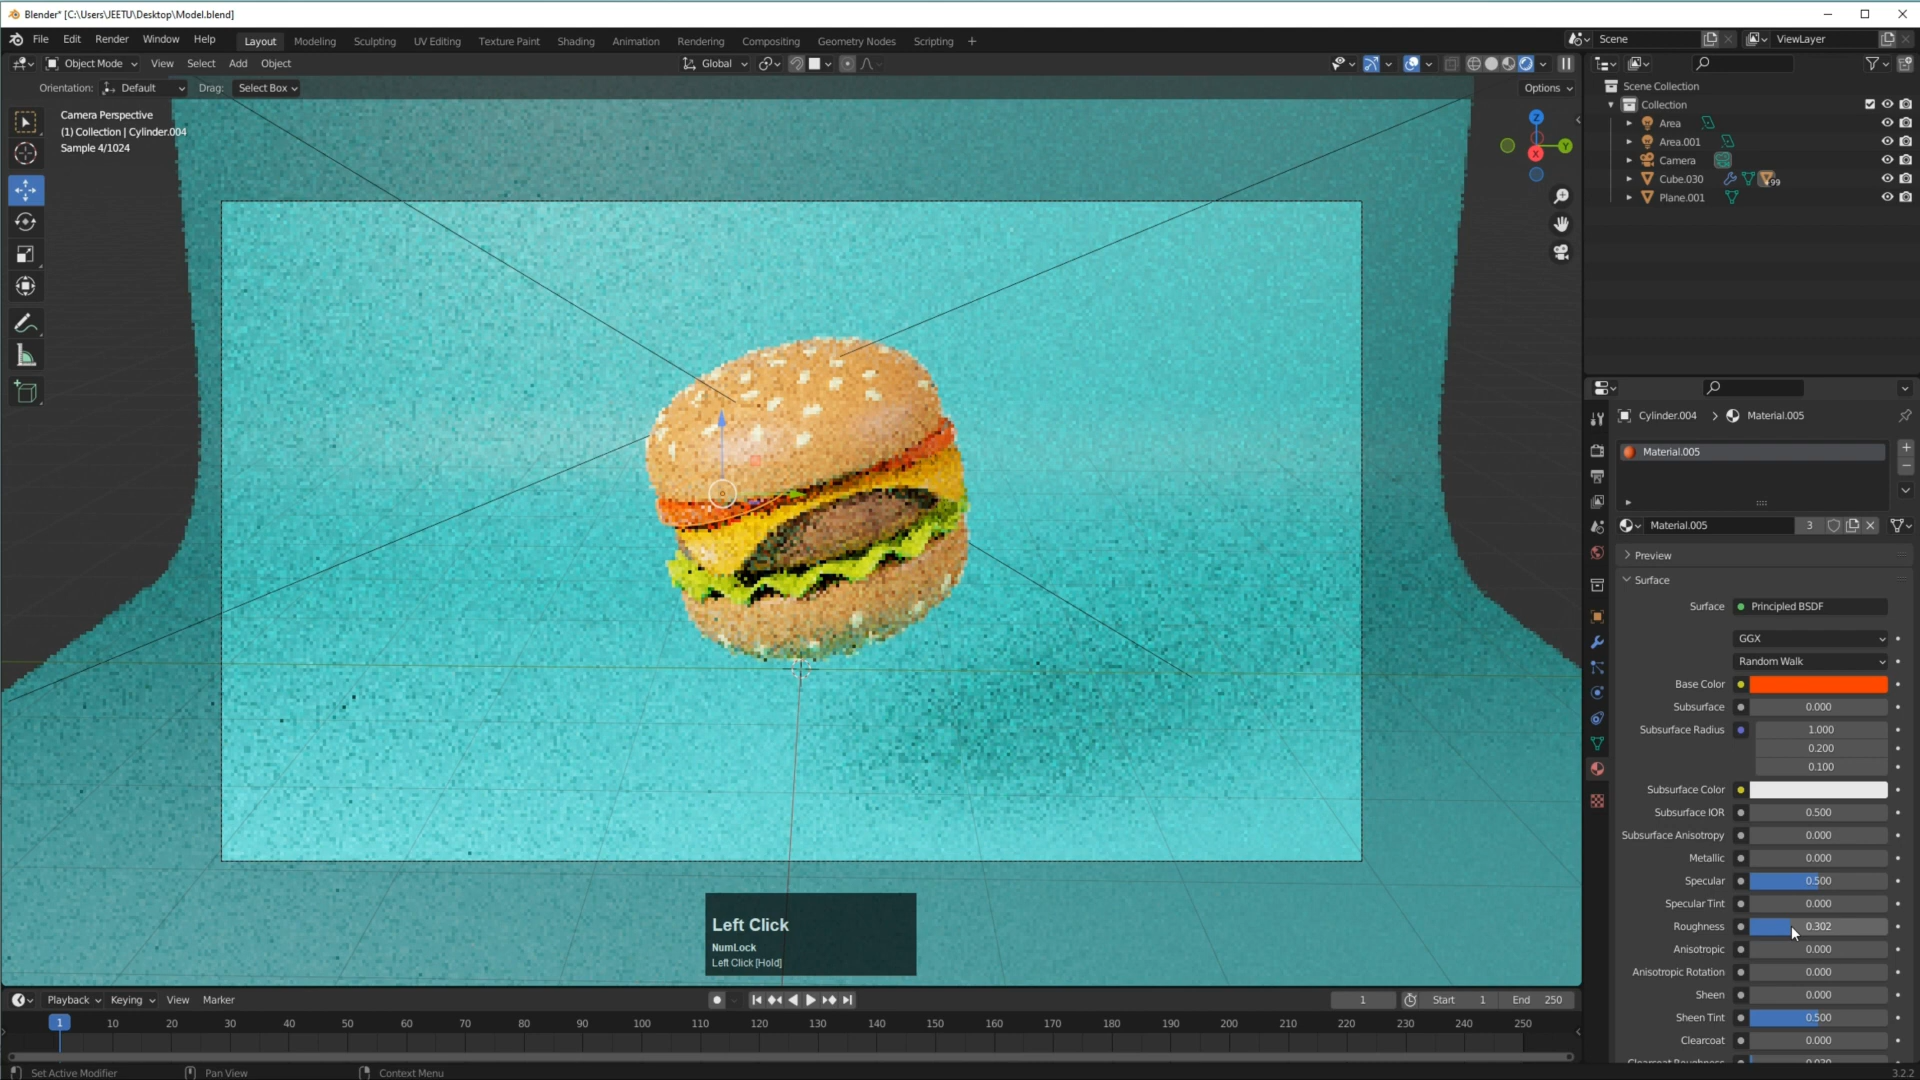 Blender* [C:\Users\JEETU\Desktop\Model.blend]
File Edit Render Window Help Layout Modeling Sculpting UV Editing Texture Paint Shading Animation Rendering Compositing Geometry Nodes Scripting + Scene ViewLayer
Object Mode View Select Add Object Global
Orientation: Default Drag: Select Box Options
Camera Perspective
(1) Collection | Cylinder.004
Sample 4/1024
Z
Y
X
Scene Collection
Collection
Area
Area.001
Camera
Cube.030 99
Plane.001
Cylinder.004 > Material.005
Material.005
Material.005 3
Preview
Surface
Surface Principled BSDF
GGX
Random Walk
Base Color
Subsurface 0.000
Subsurface Radius 1.000
0.200
0.100
Subsurface Color
Subsurface IOR 0.500
Subsurface Anisotropy 0.000
Metallic 0.000
Specular 0.500
Specular Tint 0.000
Roughness 0.302
Anisotropic 0.000
Anisotropic Rotation 0.000
Sheen 0.000
Sheen Tint 0.500
Clearcoat 0.000
Left Click
NumLock
Left Click [Hold]
Playback Keying View Marker 1 Start 1 End 250
1 10 20 30 40 50 60 70 80 90 100 110 120 130 140 150 160 170 180 190 200 210 220 230 240 250
Set Active Modifier Pan View Context Menu 3.2.2